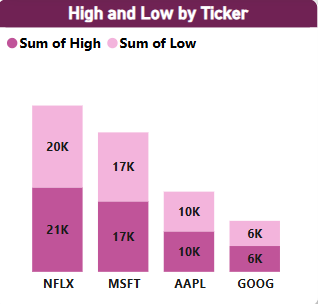 High and Low by Ticker
Sum of High Sum of Low
20K
17K
10K
6K
21K
17K
10K
6K
NFLX MSFT AAPL GOOG